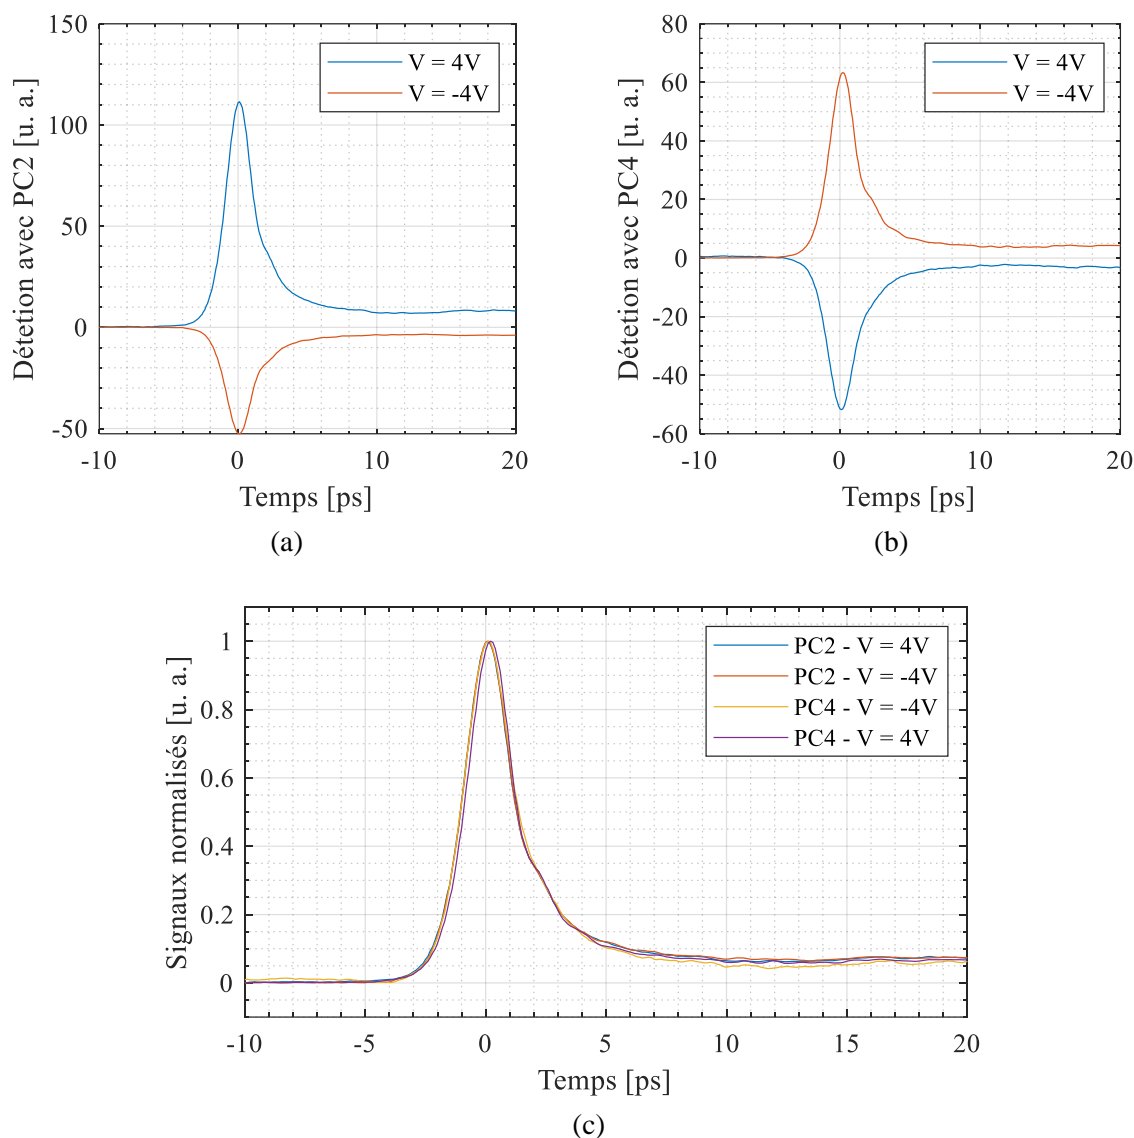 150
100
50
0
-50
-10
0
10
20
Détetion avec PC2 [u. a.]
Temps [ps]
V = 4V
V = -4V
(a)
80
60
40
20
0
-20
-40
-60
-10
0
10
20
Détetion avec PC4 [u. a.]
Temps [ps]
V = 4V
V = -4V
(b)
1
0.8
0.6
0.4
0.2
0
-10
-5
0
5
10
15
20
Signaux normalisés [u. a.]
Temps [ps]
PC2 - V = 4V
PC2 - V = -4V
PC4 - V = -4V
PC4 - V = 4V
(c)